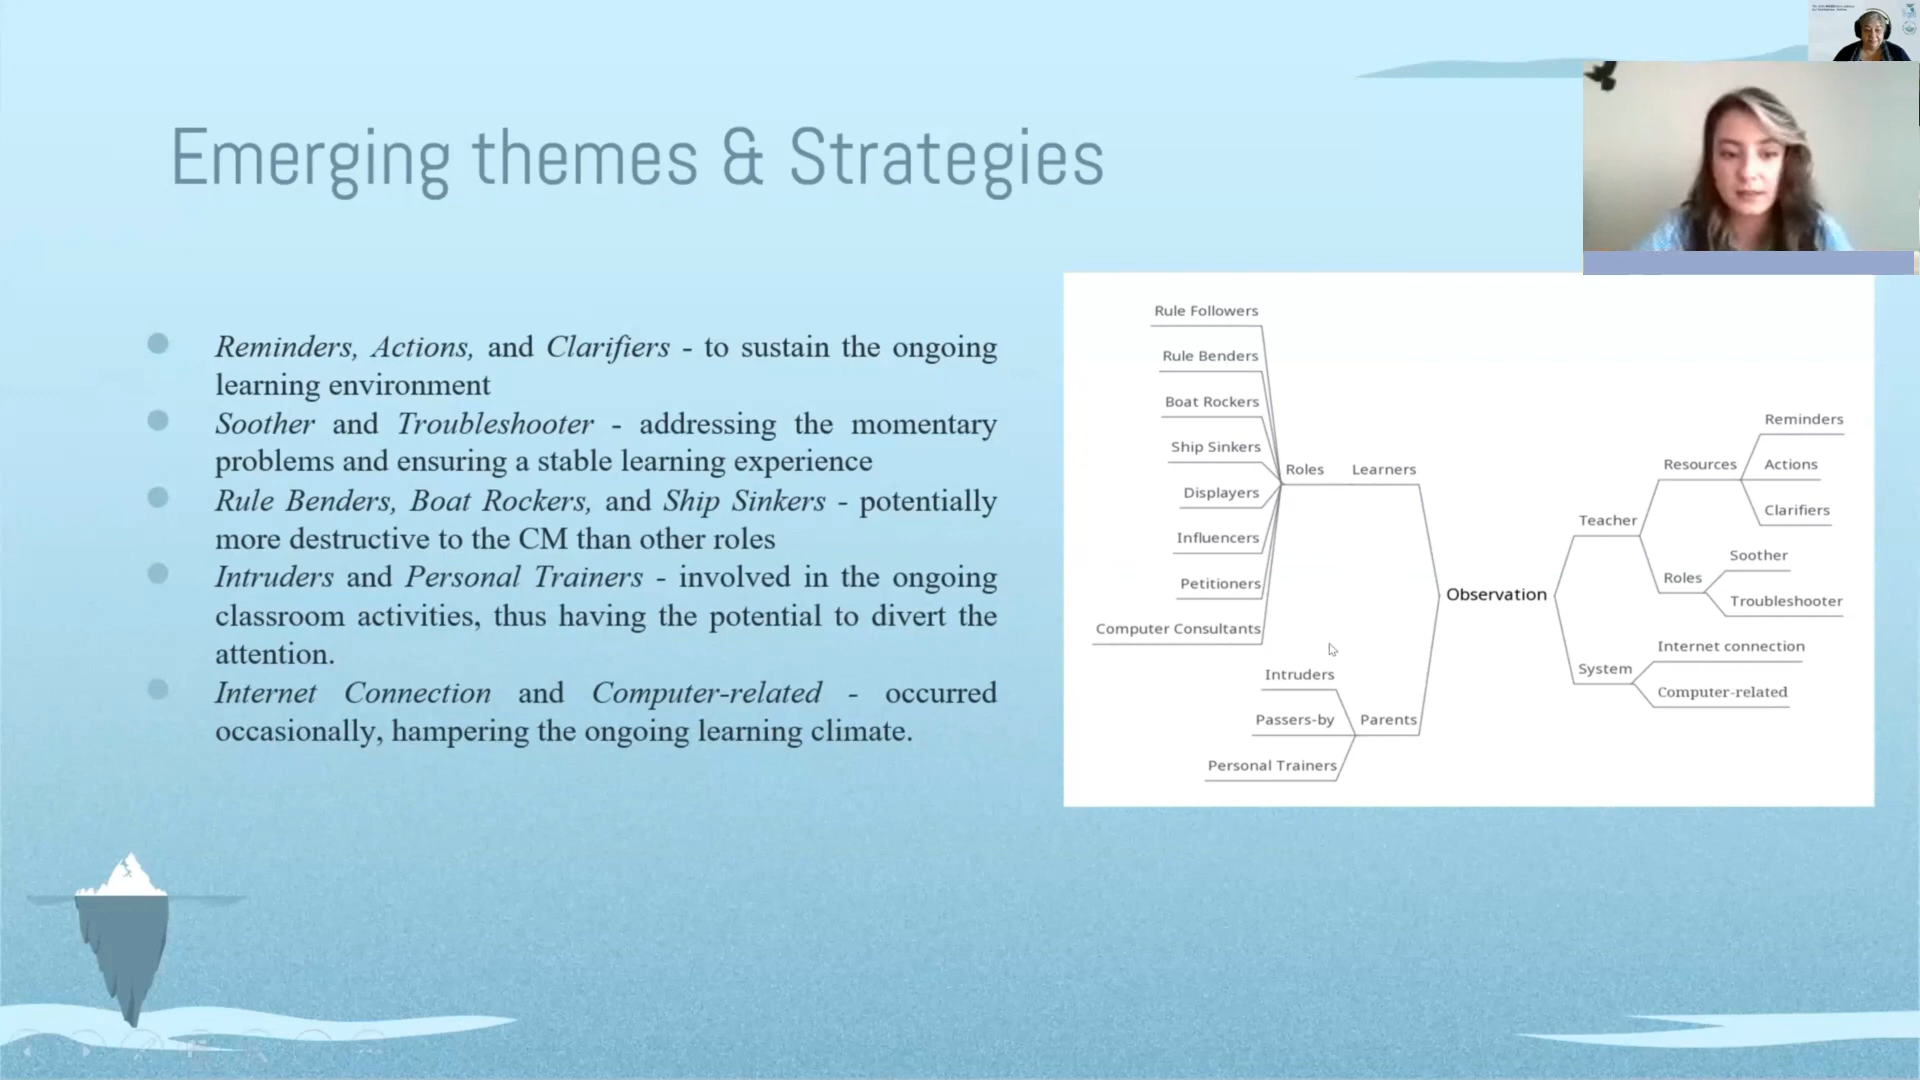 Emerging themes & Strategies
Reminders, Actions, and Clarifiers - to sustain the ongoing
learning environment
Soother and Troubleshooter - addressing the momentary
problems and ensuring a stable learning experience
Rule Benders, Boat Rockers, and Ship Sinkers - potentially
more destructive to the CM than other roles
Intruders and Personal Trainers - involved in the ongoing
classroom activities, thus having the potential to divert the
attention.
Internet Connection and Computer-related - occurred
occasionally, hampering the ongoing learning climate.
Rule Followers
Rule Benders
Boat Rockers
Ship Sinkers
Displayers
Influencers
Petitioners
Computer Consultants
Roles
Learners
Intruders
Passers-by
Personal Trainers
Parents
Observation
Teacher
Resources
Reminders
Actions
Clarifiers
Roles
Soother
Troubleshooter
System
Internet connection
Computer-related